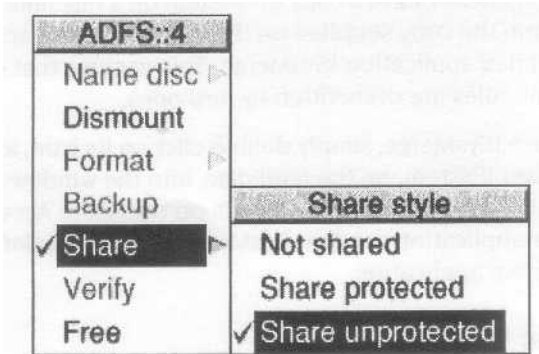 ADFS::4
Name disc
Dismount
Format
Backup
✓ Share
Verify
Free
Share style
Not shared
Share protected
✓ Share unprotected